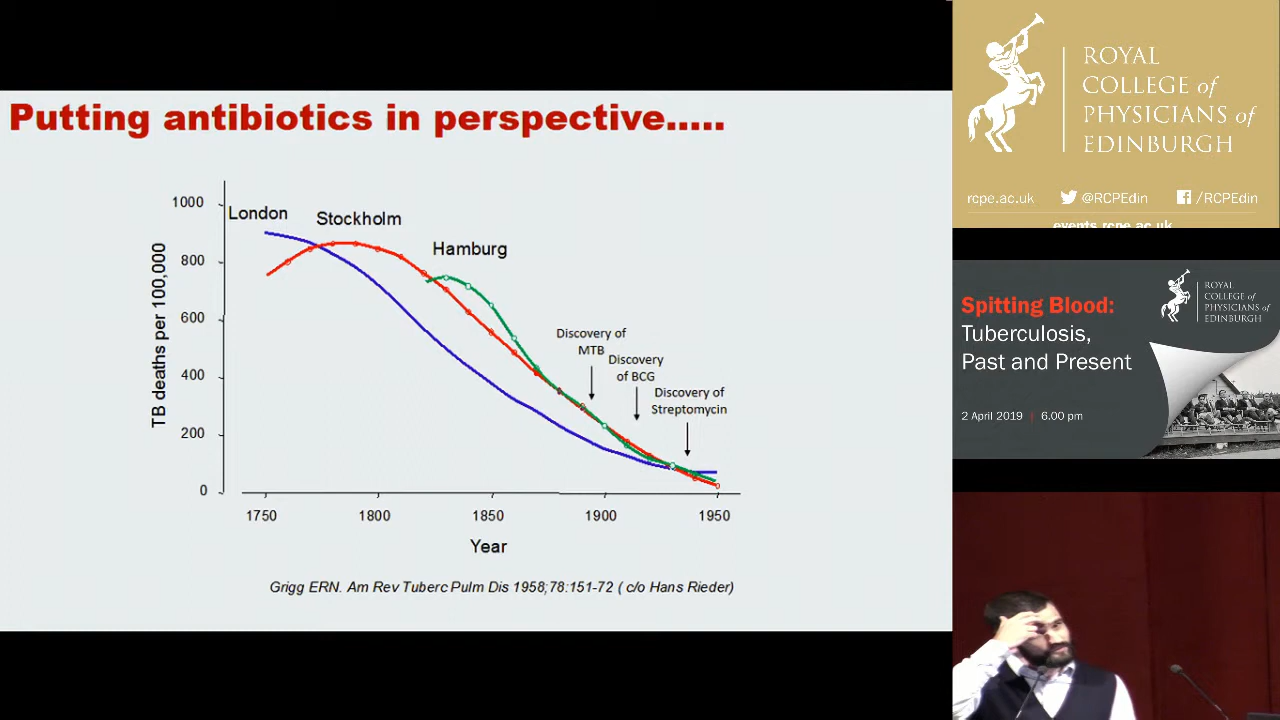 Putting antibiotics in perspective.....
London
Stockholm
Hamburg
Discovery of
MTB
Discovery
of BCG
Discovery of
Streptomycin
TB deaths per 100,000
1000
800
600
400
200
0
1750
1800
1850
1900
1950
Year
Grigg ERN. Am Rev Tuberc Pulm Dis 1958;78:151-72 ( c/o Hans Rieder)
ROYAL
COLLEGE of
PHYSICIANS of
EDINBURGH
rcpe.ac.uk @RCPEdin /RCPEdin
events.rcpe.ac.uk
ROYAL
COLLEGE of
PHYSICIANS of
EDINBURGH
Spitting Blood:
Tuberculosis,
Past and Present
2 April 2019 | 6.00 pm